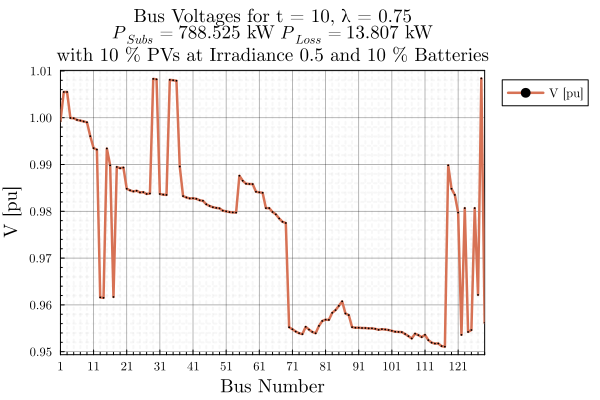 Bus Voltages for t = 10, λ = 0.75
P_Subs = 788.525 kW P_Loss = 13.807 kW
with 10 % PVs at Irradiance 0.5 and 10 % Batteries
1.01
1.00
0.99
0.98
0.97
0.96
0.95
V [pu]
V [pu]
1 11 21 31 41 51 61 71 81 91 101 111 121
Bus Number